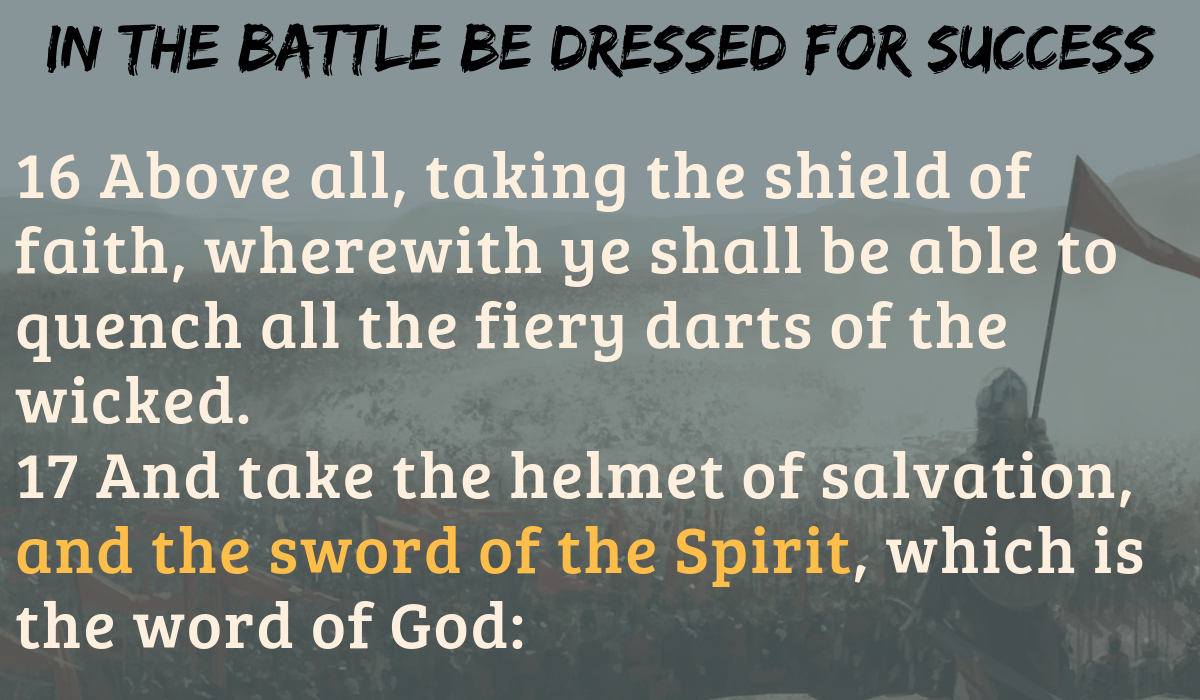 IN THE BATTLE BE DRESSED FOR SUCCESS
16 Above all, taking the shield of
faith, wherewith ye shall be able to
quench all the fiery darts of the
wicked.
17 And take the helmet of salvation,
and the sword of the Spirit, which is
the word of God: